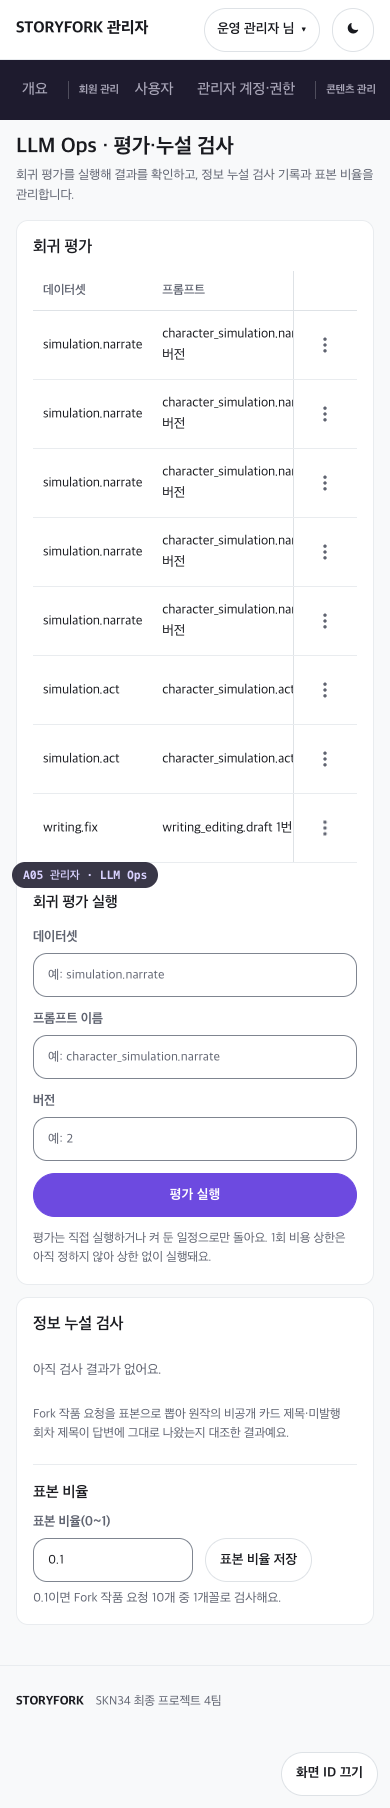 STORYFORK 관리자
운영 관리자 님 ▾
개요 회원 관리 사용자 관리자 계정·권한 콘텐츠 관리
LLM Ops · 평가·누설 검사
회귀 평가를 실행해 결과를 확인하고, 정보 누설 검사 기록과 표본 비율을
관리합니다.
회귀 평가
데이터셋 프롬프트
simulation.narrate character_simulation.nar
버전
simulation.narrate character_simulation.nar
버전
simulation.narrate character_simulation.nar
버전
simulation.narrate character_simulation.nar
버전
simulation.narrate character_simulation.nar
버전
simulation.act character_simulation.act
simulation.act character_simulation.act
writing.fix writing_editing.draft 1번
A05 관리자 · LLM Ops
회귀 평가 실행
데이터셋
예: simulation.narrate
프롬프트 이름
예: character_simulation.narrate
버전
예: 2
평가 실행
평가는 직접 실행하거나 켜 둔 일정으로만 돌아요. 1회 비용 상한은
아직 정하지 않아 상한 없이 실행돼요.
정보 누설 검사
아직 검사 결과가 없어요.
Fork 작품 요청을 표본으로 뽑아 원작의 비공개 카드 제목·미발행
회차 제목이 답변에 그대로 나왔는지 대조한 결과예요.
표본 비율
표본 비율(0~1)
0.1 표본 비율 저장
0.1이면 Fork 작품 요청 10개 중 1개꼴로 검사해요.
STORYFORK SKN34 최종 프로젝트 4팀
화면 ID 끄기